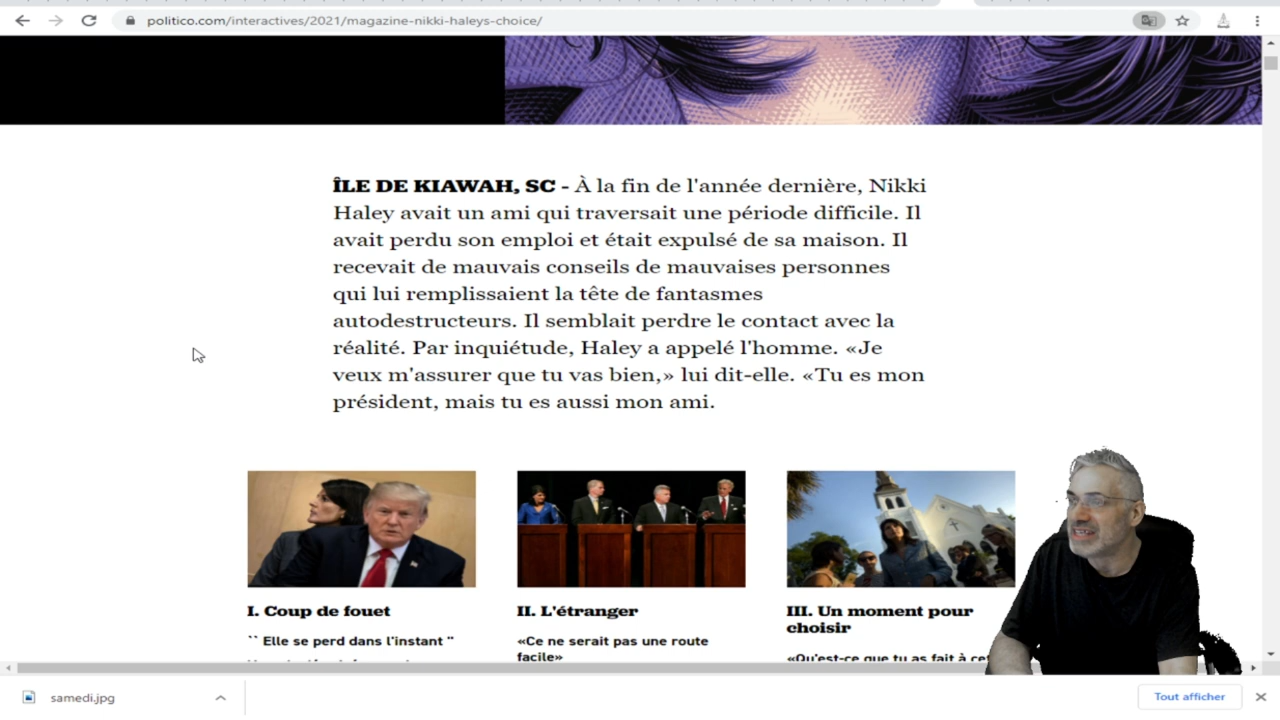 politico.com/interactives/2021/magazine-nikki-haleys-choice/
ÎLE DE KIAWAH, SC - À la fin de l'année dernière, Nikki
Haley avait un ami qui traversait une période difficile. Il
avait perdu son emploi et était expulsé de sa maison. Il
recevait de mauvais conseils de mauvaises personnes
qui lui remplissaient la tête de fantasmes
autodestructeurs. Il semblait perdre le contact avec la
réalité. Par inquiétude, Haley a appelé l'homme. «Je
veux m'assurer que tu vas bien,» lui dit-elle. «Tu es mon
président, mais tu es aussi mon ami.
I. Coup de fouet
`` Elle se perd dans l'instant "
II. L'étranger
«Ce ne serait pas une route
facile»
III. Un moment pour
choisir
«Qu'est-ce que tu as fait à
samedi.jpg
Tout afficher